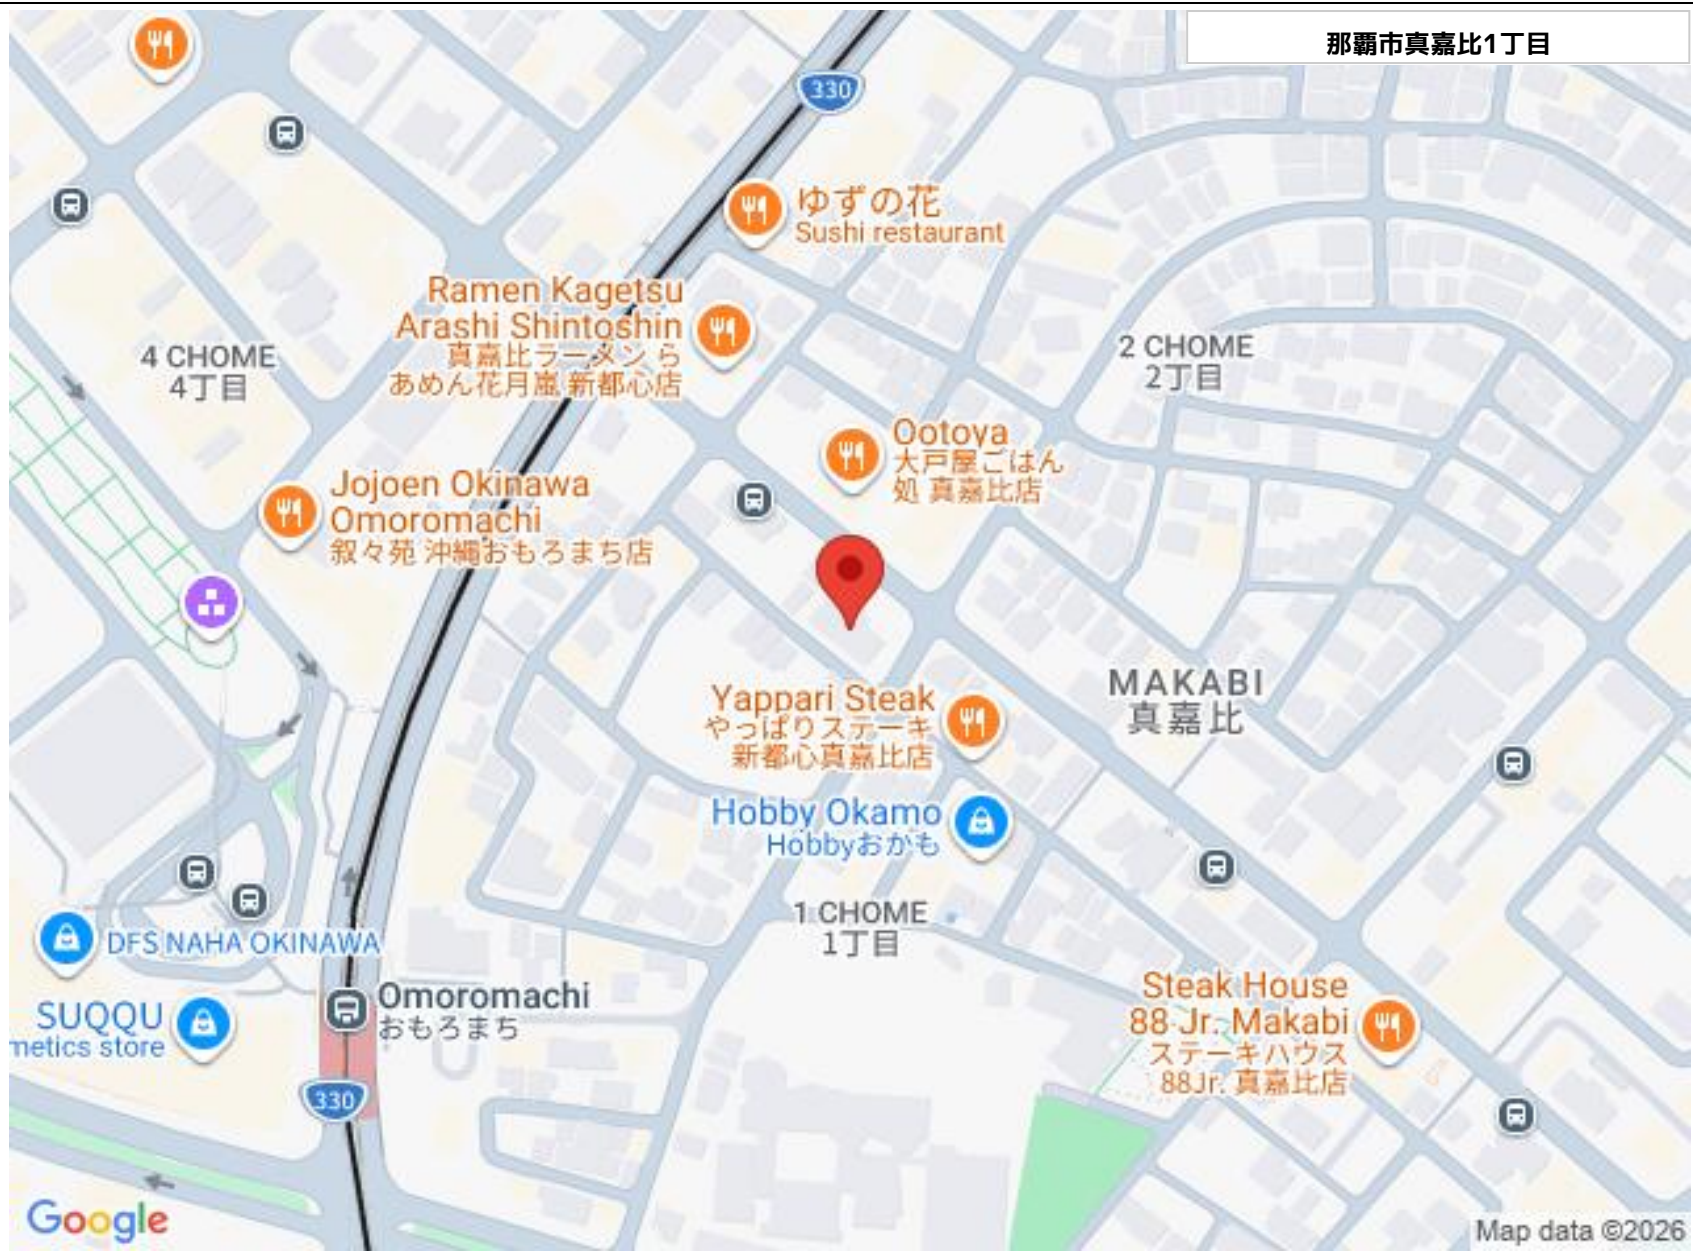 那覇市真嘉比1丁目
330
ゆずの花
Sushi restaurant
Ramen Kagetsu
Arashi Shintoshin
真嘉比ラーメン ら
あめん花月嵐 新都心店
4 CHOME
4丁目
2 CHOME
2丁目
Ootoya
大戸屋ごはん
処 真嘉比店
Jojoen Okinawa
Omoromachi
叙々苑 沖縄おもろまち店
MAKABI
真嘉比
Yappari Steak
やっぱりステーキ
新都心真嘉比店
Hobby Okamo
Hobbyおかも
1 CHOME
1丁目
DFS NAHA OKINAWA
Omoromachi
おもろまち
SUQQU
metics store
Steak House
88 Jr. Makabi
ステーキハウス
88Jr. 真嘉比店
330
Google
Map data ©2026